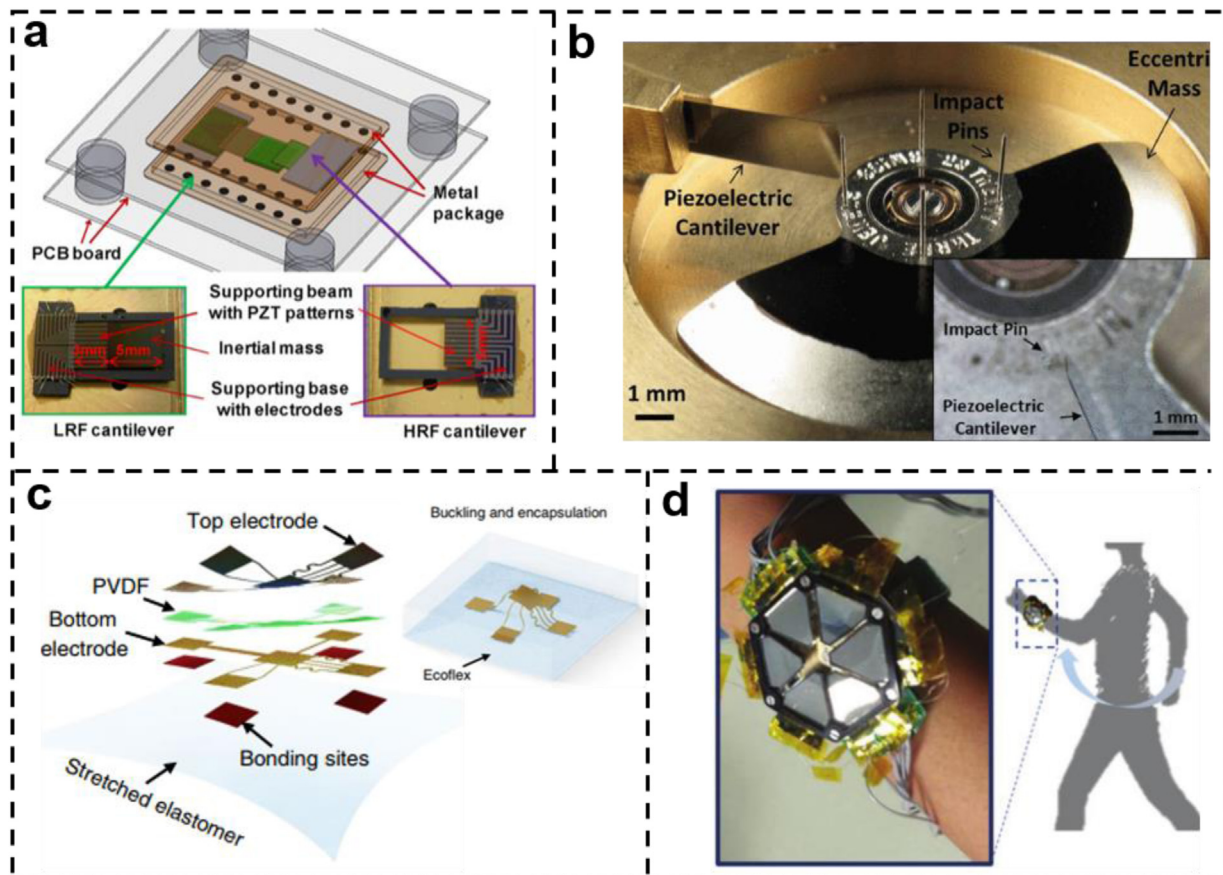 a
Metal
package
PCB board
Supporting beam
with PZT patterns
3mm
5mm
Inertial mass
Supporting base
with electrodes
LRF cantilever
HRF cantilever
b
Eccentri
Mass
Impact
Pins
Piezoelectric
Cantilever
Impact Pin
Piezoelectric
Cantilever
1 mm
1 mm
c
Top electrode
PVDF
Bottom
electrode
Bonding sites
Stretched elastomer
Buckling and encapsulation
Ecoflex
d